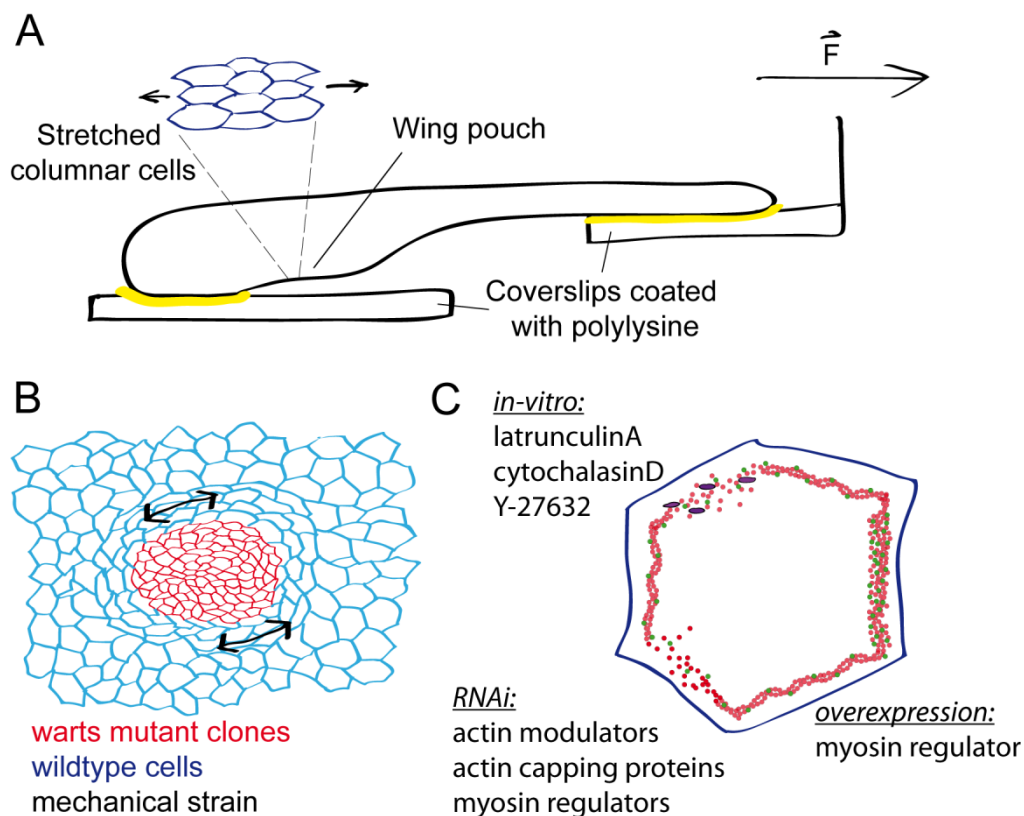 A
F
Stretched
columnar cells
Wing pouch
Coverslips coated
with polylysine
B
warts mutant clones
wildtype cells
mechanical strain
C
in-vitro:
latrunculinA
cytochalasinD
Y-27632
RNAi:
actin modulators
actin capping proteins
myosin regulators
overexpression:
myosin regulator